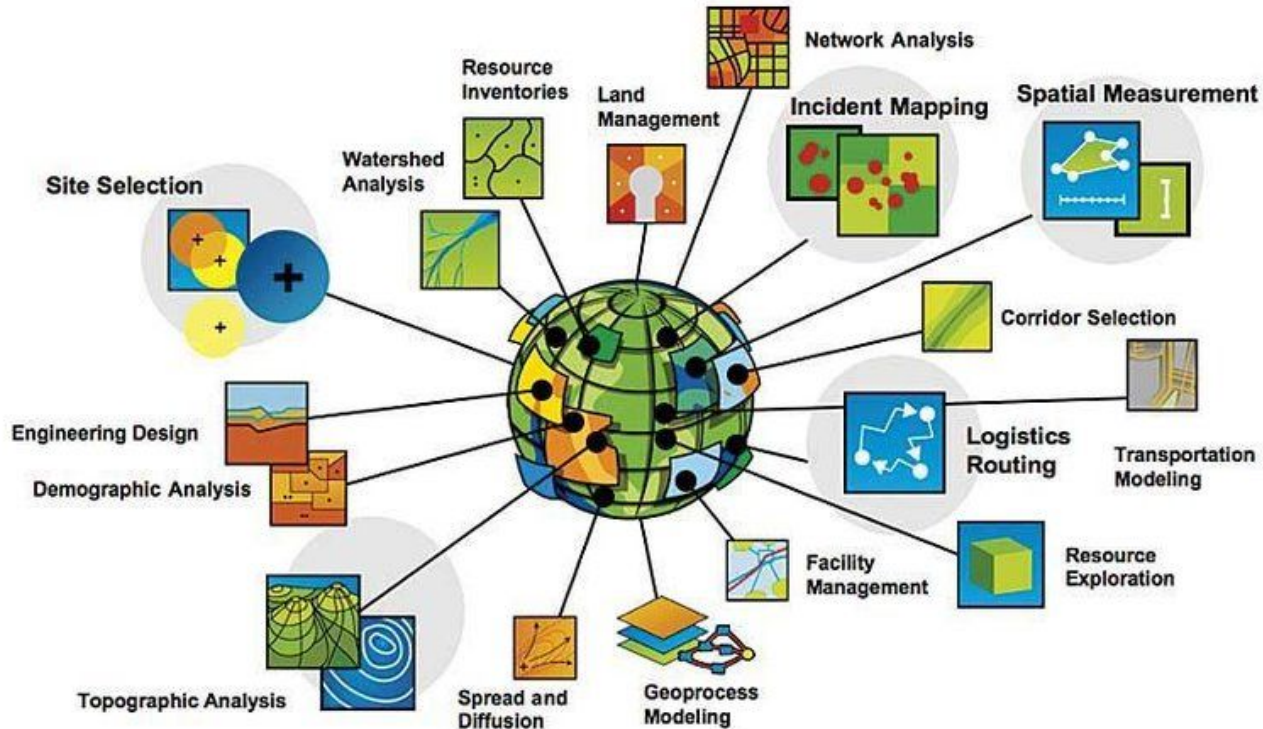 Network Analysis
Resource
Inventories
Land
Management
Incident Mapping
Spatial Measurement
Watershed
Analysis
Site Selection
Corridor Selection
Engineering Design
Logistics
Routing
Transportation
Modeling
Demographic Analysis
Facility
Management
Resource
Exploration
Topographic Analysis
Spread and
Diffusion
Geoprocess
Modeling